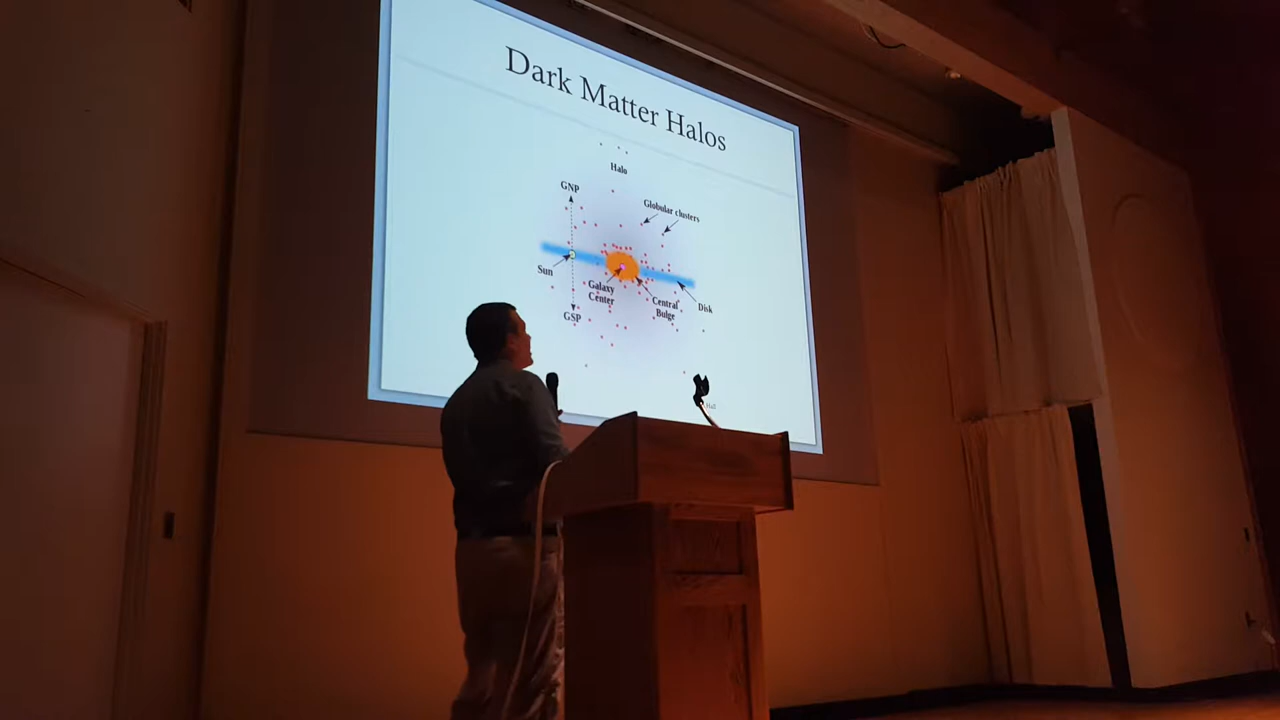 Dark Matter Halos
Halo
GNP
Globular clusters
Sun
Galaxy
Center
Central
Bulge
Disk
GSP